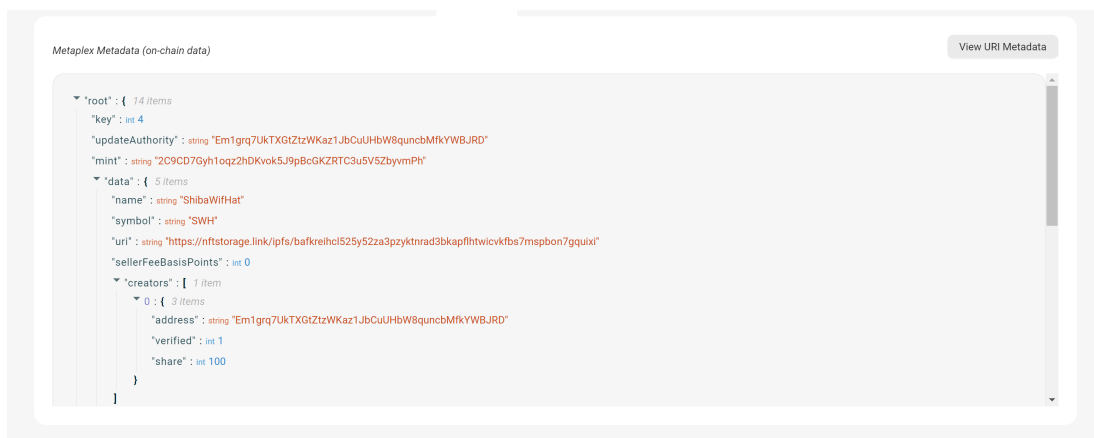 Metaplex Metadata (on-chain data)
View URI Metadata
"root" : { 14 items
"key" : int 4
"updateAuthority" : string "Em1grq7UkTXGtZtzWKaz1JbCuUHbW8quncbMfkYWBJRD"
"mint" : string "2C9CD7Gyh1oqz2hDKvok5J9pBcGKZRTC3u5V5ZbyvmPh"
"data" : { 5 items
"name" : string "ShibaWifHat"
"symbol" : string "SWH"
"uri" : string "https://nftstorage.link/ipfs/bafkreihcl525y52za3pzyktnrad3bkapflhtwicvkfbs7mspbon7gquixi"
"sellerFeeBasisPoints" : int 0
"creators" : [ 1 item
0 : { 3 items
"address" : string "Em1grq7UkTXGtZtzWKaz1JbCuUHbW8quncbMfkYWBJRD"
"verified" : int 1
"share" : int 100
}
]